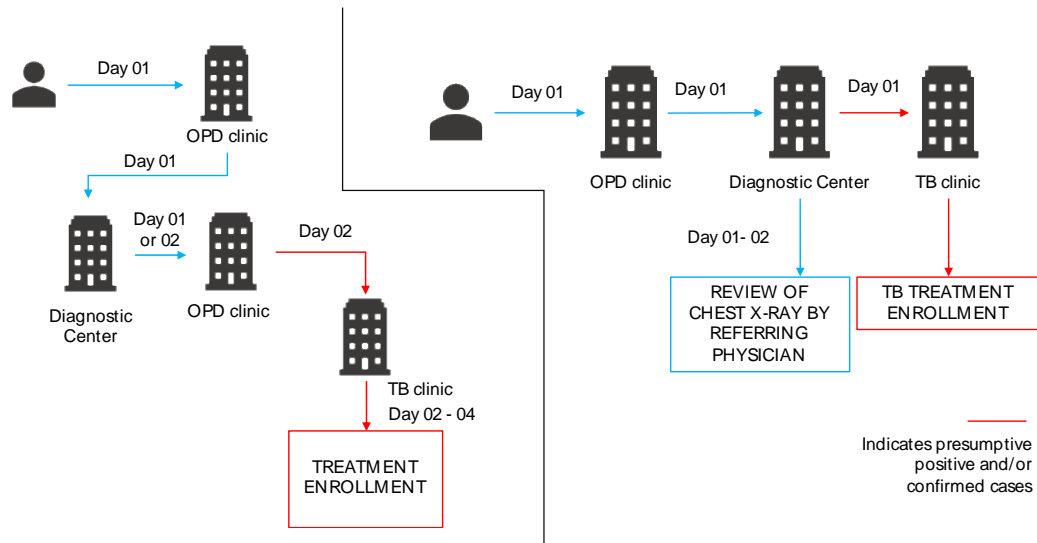 Day 01
OPD clinic
Day 01
Day 01
or 02
Day 02
Diagnostic
Center
OPD clinic
TB clinic
Day 02 - 04
TREATMENT
ENROLLMENT
Day 01
Day 01
Day 01
OPD clinic
Diagnostic Center
TB clinic
Day 01- 02
REVIEW OF
CHEST X-RAY BY
REFERRING
PHYSICIAN
TB TREATMENT
ENROLLMENT
Indicates presumptive
positive and/or
confirmed cases